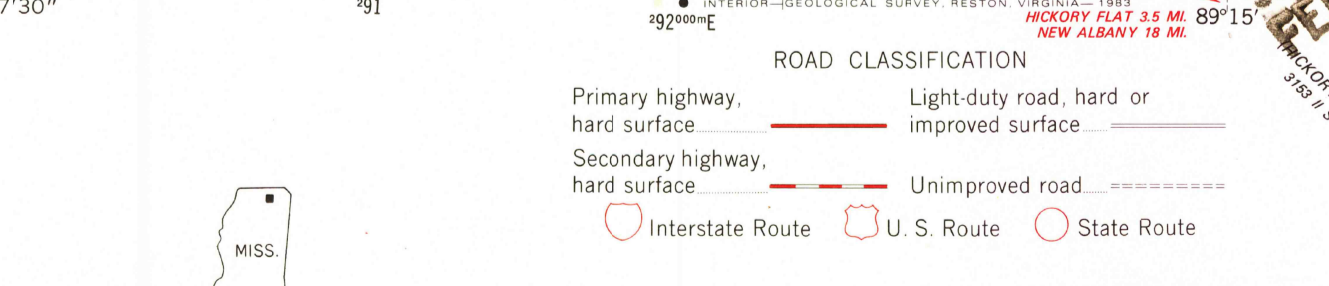 7'30"
291
292000mE
INTERIOR—GEOLOGICAL SURVEY, RESTON, VIRGINIA—1983
HICKORY FLAT 3.5 MI.
NEW ALBANY 18 MI.
89°15'
3153 II
ROAD CLASSIFICATION
Primary highway,
hard surface
Light-duty road, hard or
improved surface
Secondary highway,
hard surface
Unimproved road
Interstate Route
U. S. Route
State Route
MISS.